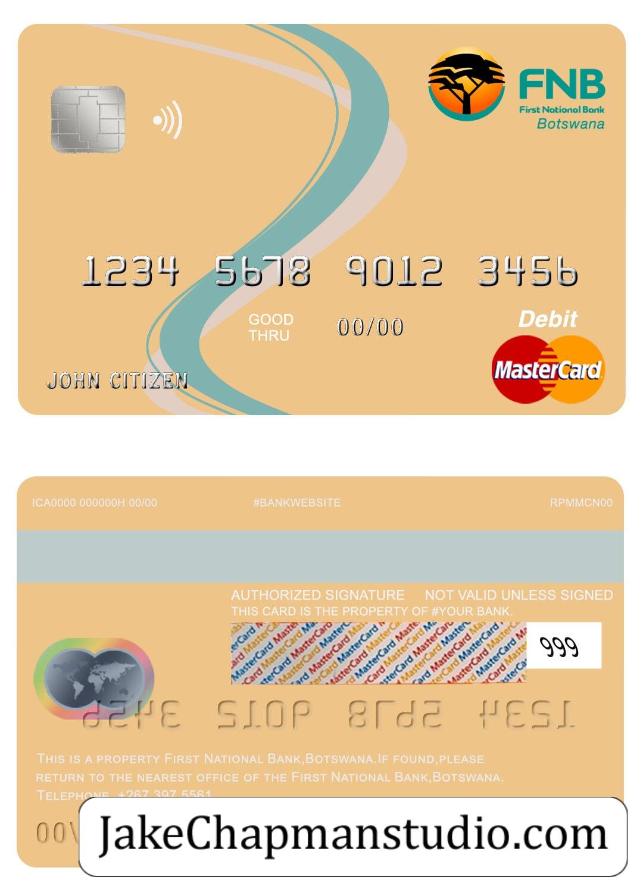 FNB
First National Bank
Botswana
1234 5678 9012 3456
GOOD
THRU
00/00
Debit
MasterCard
JOHN CITIZEN
ICA0000 000000H 00/00 #BANKWEBSITE RPMMCN00
AUTHORIZED SIGNATURE NOT VALID UNLESS SIGNED
THIS CARD IS THE PROPERTY OF #YOUR BANK.
MasterCard MasterCard MasterCard
999
THIS IS A PROPERTY FIRST NATIONAL BANK,BOTSWANA.IF FOUND,PLEASE
RETURN TO THE NEAREST OFFICE OF THE FIRST NATIONAL BANK,BOTSWANA.
TELEPHONE +267 397 5561
JakeChapmanstudio.com